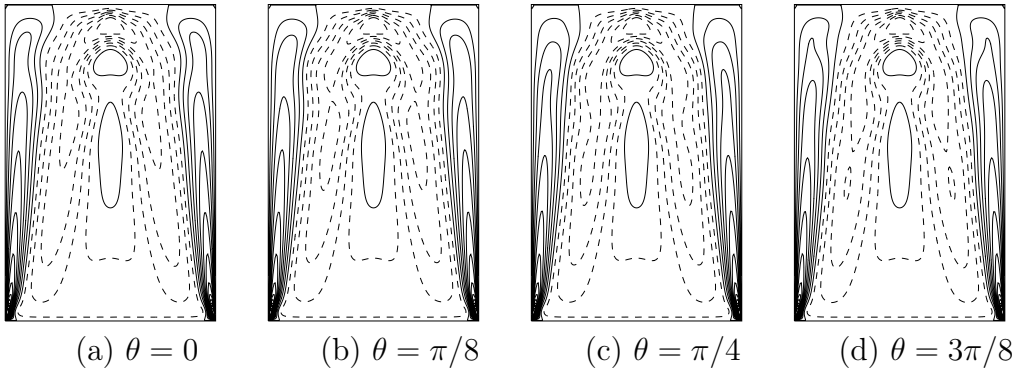 (a) θ = 0 (b) θ = π/8 (c) θ = π/4 (d) θ = 3π/8